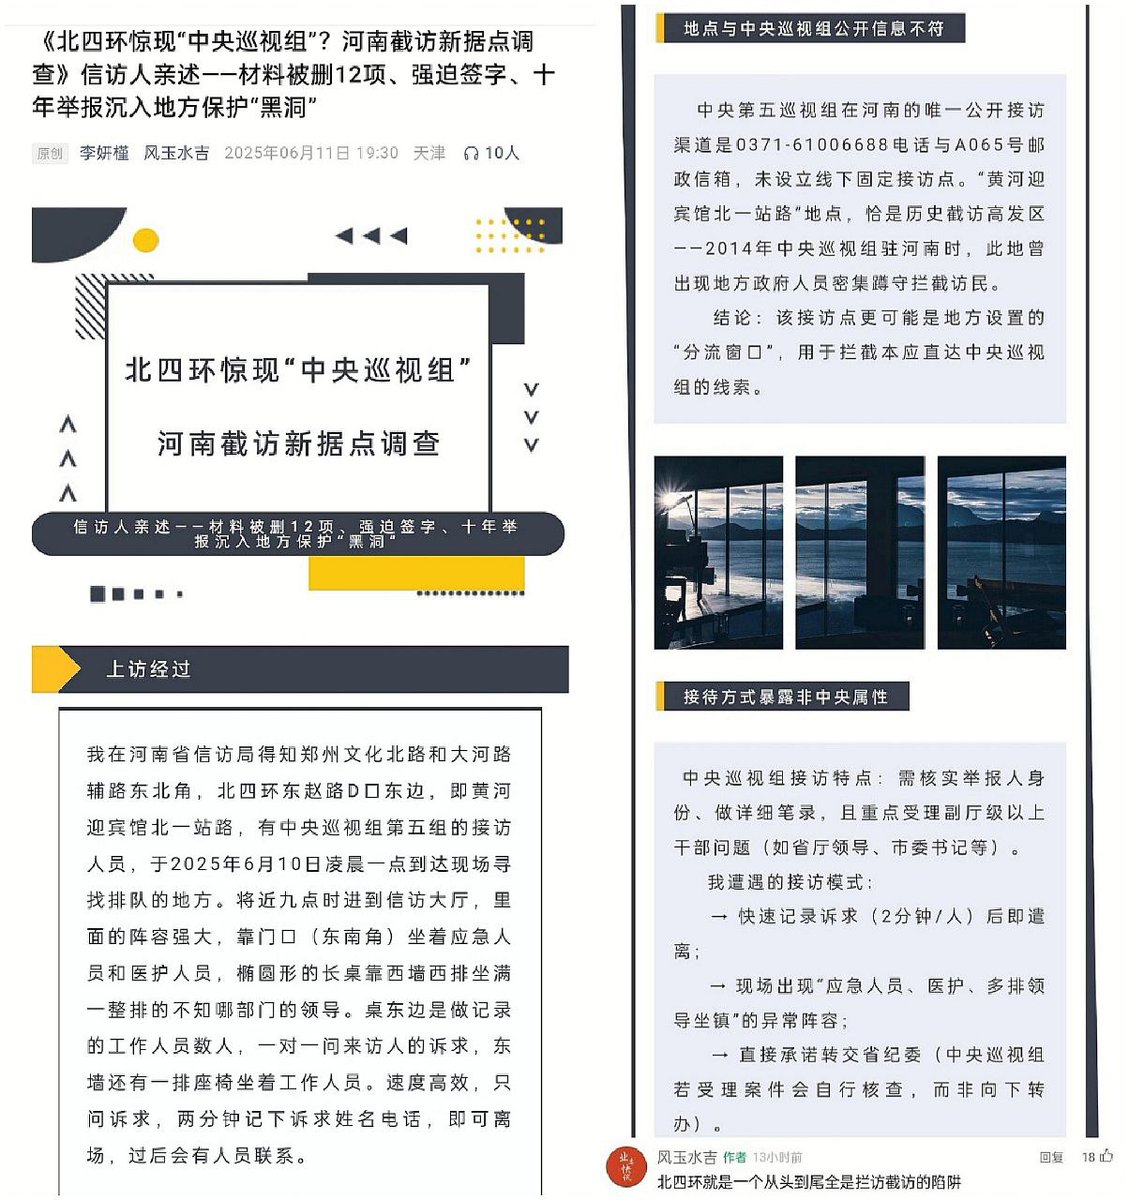 《北四环惊现“中央巡视组”？河南截访新据点调
查》信访人亲述——材料被删12项、强迫签字、十
年举报沉入地方保护“黑洞”
原创 李妍槿 风玉水吉 2025年06月11日 19:30 天津 10人
北四环惊现“中央巡视组”
河南截访新据点调查
信访人亲述——材料被删12项、强迫签字、十年举
报沉入地方保护“黑洞”
上访经过
我在河南省信访局得知郑州文化北路和大河路
辅路东北角，北四环东赵路D口东边，即黄河
迎宾馆北一站路，有中央巡视组第五组的接访
人员，于2025年6月10日凌晨一点到达现场寻
找排队的地方。将近九点时进到信访大厅，里
面的阵容强大，靠门口（东南角）坐着应急人
员和医护人员，椭圆形的长桌靠西墙西排坐满
一整排的不知哪部门的领导。桌东边是做记录
的工作人员数人，一对一问来访人的诉求，东
墙还有一排座椅坐着工作人员。速度高效，只
问诉求，两分钟记下诉求姓名电话，即可离
场，过后会有人员联系。
地点与中央巡视组公开信息不符
中央第五巡视组在河南的唯一公开接访
渠道是0371-61006688电话与A065号邮
政信箱，未设立线下固定接访点。“黄河迎
宾馆北一站路“地点，恰是历史截访高发区
——2014年中央巡视组驻河南时，此地曾
出现地方政府人员密集蹲守拦截访民。
结论：该接访点更可能是地方设置的
“分流窗口”，用于拦截本应直达中央巡视
组的线索。
接待方式暴露非中央属性
中央巡视组接访特点：需核实举报人身
份、做详细笔录，且重点受理副厅级以上
干部问题（如省厅领导、市委书记等）。
我遭遇的接访模式：
→ 快速记录诉求（2分钟/人）后即遣
离；
→ 现场出现“应急人员、医护、多排领
导坐镇”的异常阵容；
→ 直接承诺转交省纪委（中央巡视组
若受理案件会自行核查，而非向下转
办）。
风玉水吉 作者 13小时前 回复 18
北四环就是一个从头到尾全是拦访截访的陷阱